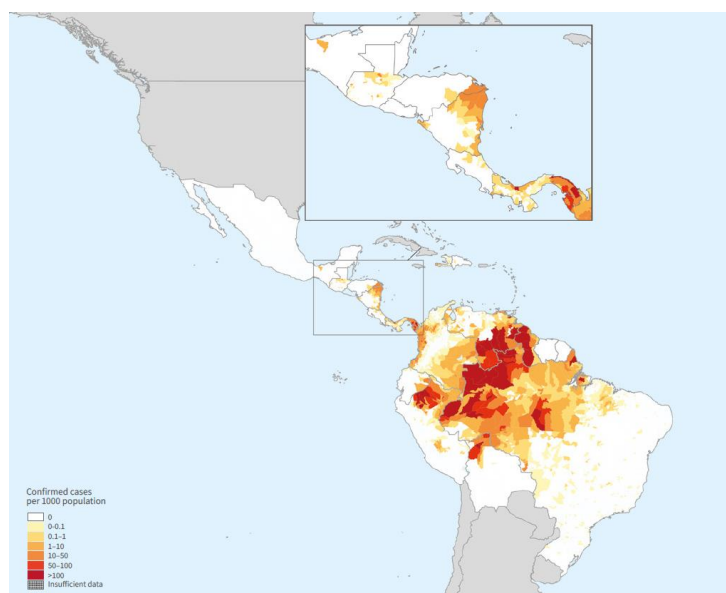 Confirmed cases
per 1000 population
0
0-0.1
0.1–1
1–10
10–50
50–100
>100
Insufficient data